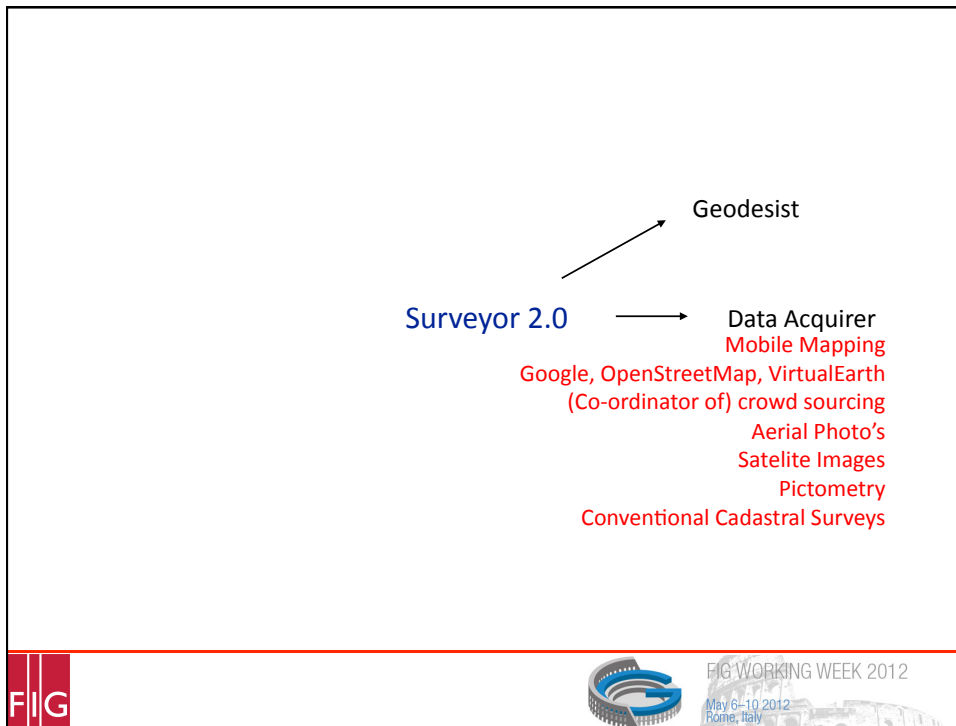 Geodesist
Surveyor 2.0
Data Acquirer
Mobile Mapping
Google, OpenStreetMap, VirtualEarth
(Co-ordinator of) crowd sourcing
Aerial Photo's
Satelite Images
Pictometry
Conventional Cadastral Surveys
FIG
FIG WORKING WEEK 2012
May 6–10 2012
Rome, Italy